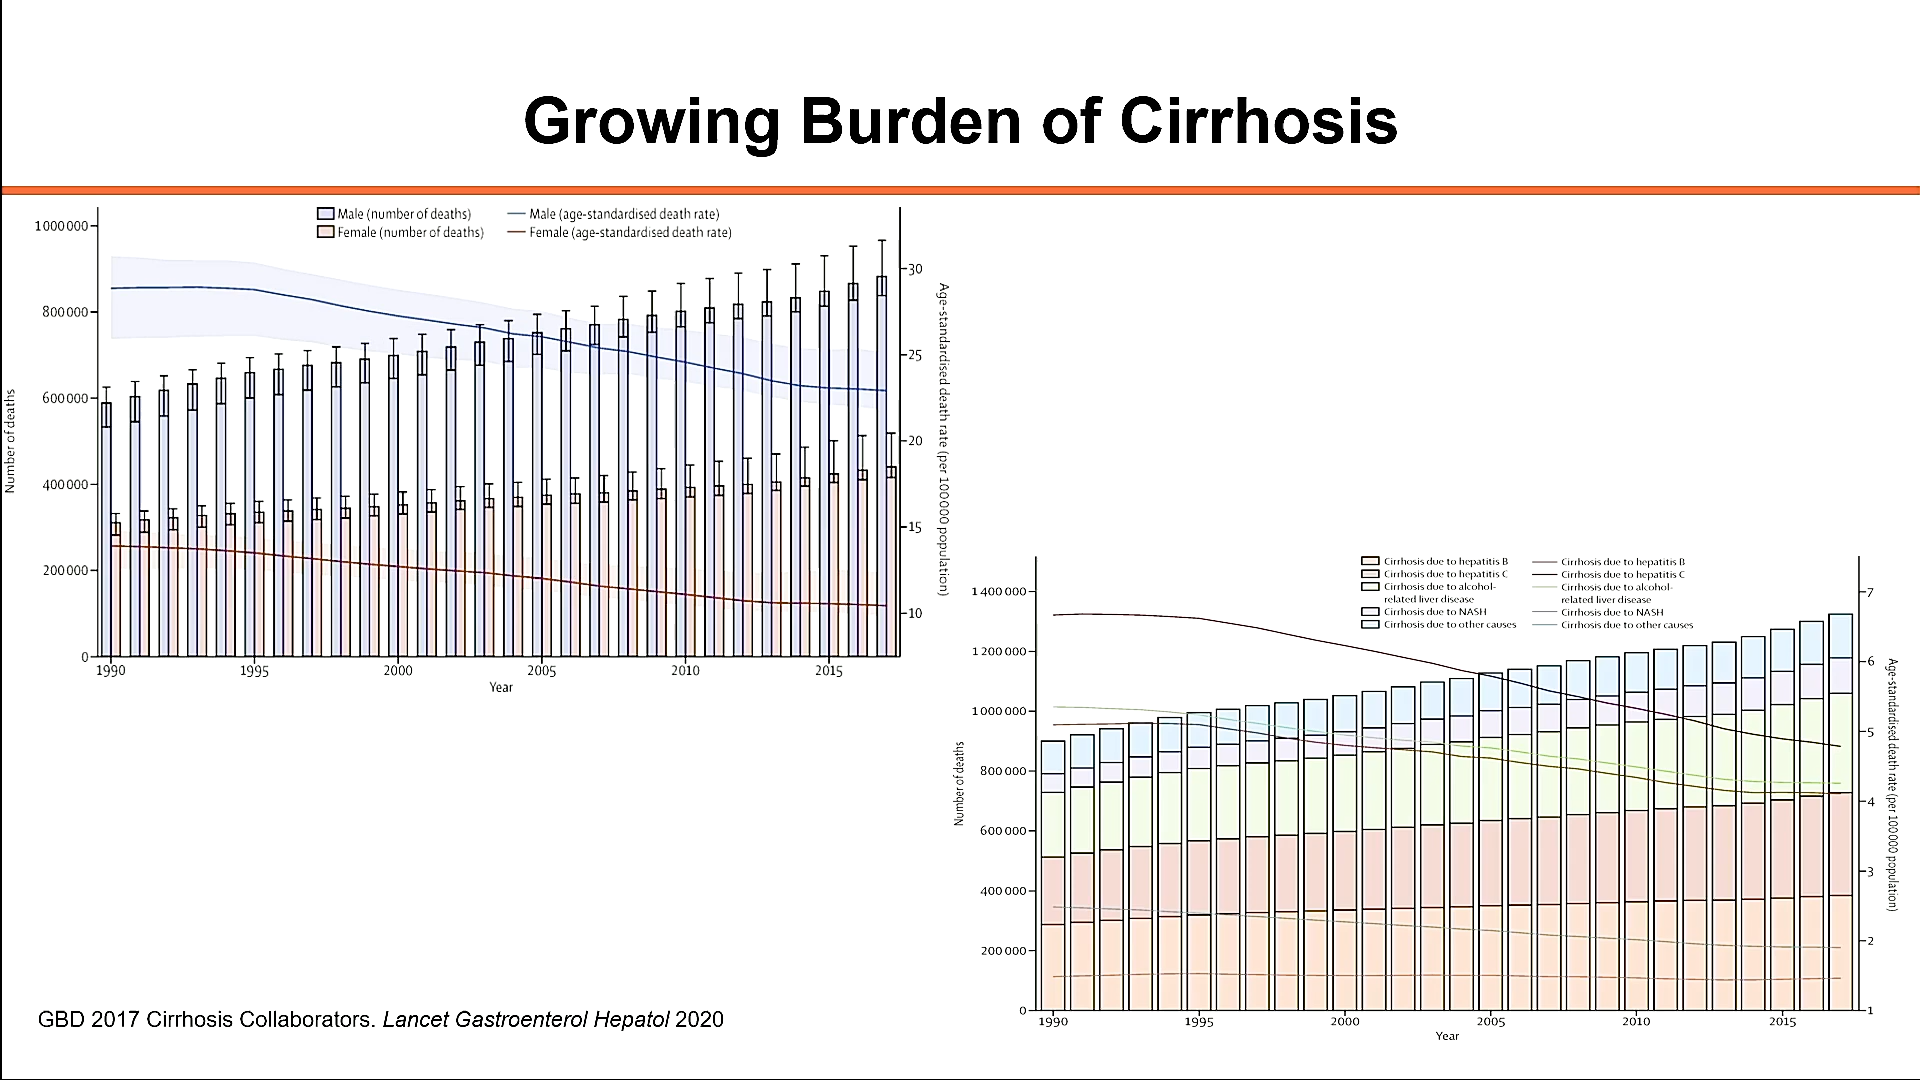 Growing Burden of Cirrhosis
Male (number of deaths)
Female (number of deaths)
Male (age-standardised death rate)
Female (age-standardised death rate)
1000000
800000
600000
400000
200000
0
Number of deaths
30
25
20
15
10
Age-standardised death rate (per 100000 population)
1990 1995 2000 2005 2010 2015
Year
Cirrhosis due to hepatitis B
Cirrhosis due to hepatitis C
Cirrhosis due to alcohol-
related liver disease
Cirrhosis due to NASH
Cirrhosis due to other causes
Cirrhosis due to hepatitis B
Cirrhosis due to hepatitis C
Cirrhosis due to alcohol-
related liver disease
Cirrhosis due to NASH
Cirrhosis due to other causes
1400000
1200000
1000000
800000
600000
400000
200000
0
Number of deaths
7
6
5
4
3
2
1
Age-standardised death rate (per 100000 population)
1990 1995 2000 2005 2010 2015
Year
GBD 2017 Cirrhosis Collaborators. Lancet Gastroenterol Hepatol 2020